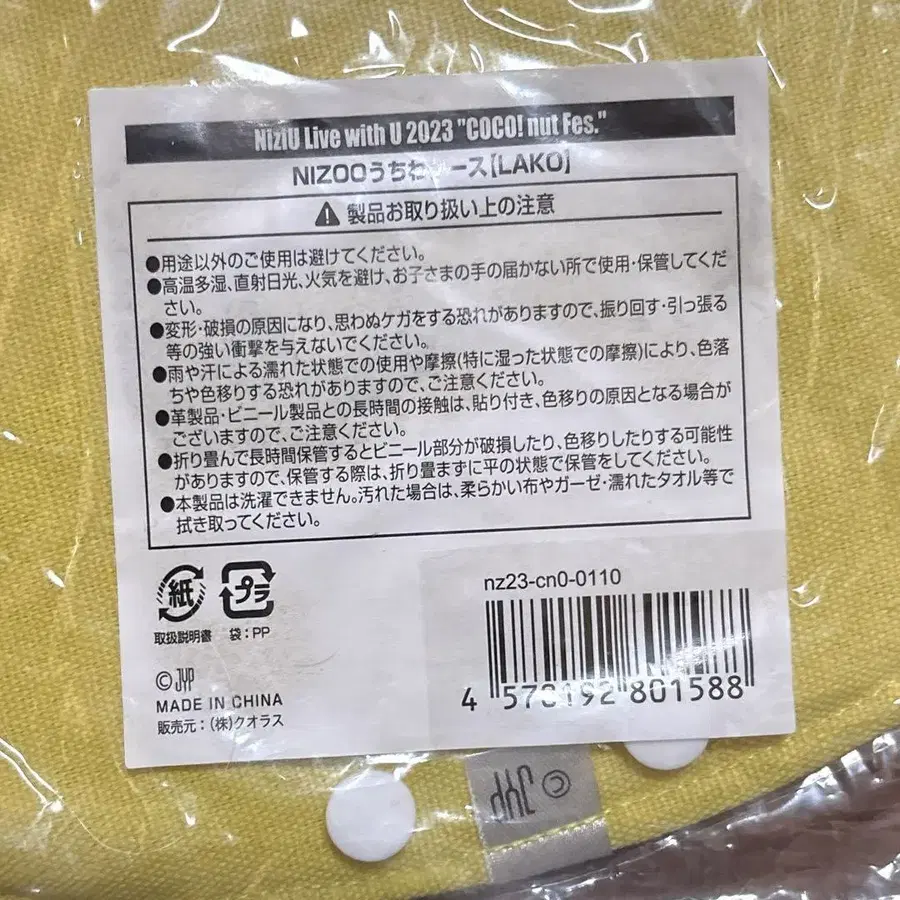 NiziU Live with U 2023 "COCO! nut Fes."
NIZOOうちわケース【LAKO】
製品お取り扱い上の注意
●用途以外のご使用は避けてください。
●高温多湿、直射日光、火気を避け、お子さまの手の届かない所で使用・保管してくだ
さい。
●変形・破損の原因になり、思わぬケガをする恐れがありますので、振り回す・引っ張る
等の強い衝撃を与えないでください。
●雨や汗による濡れた状態での使用や摩擦(特に湿った状態での摩擦)により、色落
ちや色移りする恐れがありますので、ご注意ください。
●革製品・ビニール製品との長時間の接触は、貼り付き、色移りの原因となる場合が
ございますので、ご注意ください。
●折り畳んで長時間保管するとビニール部分が破損したり、色移りしたりする可能性
がありますので、保管する際は、折り畳まずに平の状態で保管をしてください。
●本製品は洗濯できません。汚れた場合は、柔らかい布やガーゼ・濡れたタオル等で
拭き取ってください。
紙 プラ
取扱説明書 袋:PP
nz23-cn0-0110
© JYP
MADE IN CHINA
販売元:(株)クオラス
4 578192 801588
© JYP